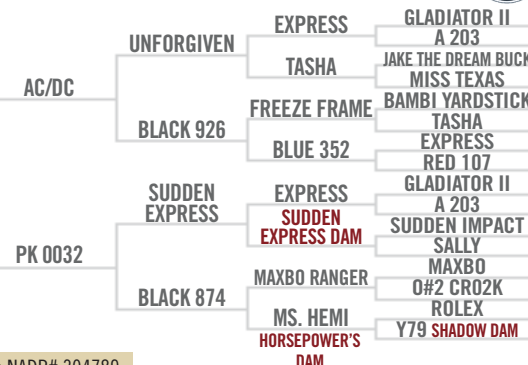 EXPRESS
GLADIATOR II
A 203
UNFORGIVEN
TASHA
JAKE THE DREAM BUCK
MISS TEXAS
AC/DC
FREEZE FRAME
BAMBI YARDSTICK
TASHA
BLACK 926
BLUE 352
EXPRESS
RED 107
SUDDEN
EXPRESS
EXPRESS
GLADIATOR II
A 203
SUDDEN
EXPRESS DAM
SUDDEN IMPACT
SALLY
PK 0032
MAXBO RANGER
MAXBO
O#2 CR02K
BLACK 874
MS. HEMI
HORSEPOWER'S
DAM
ROLEX
Y79 SHADOW DAM
NADR# 204789